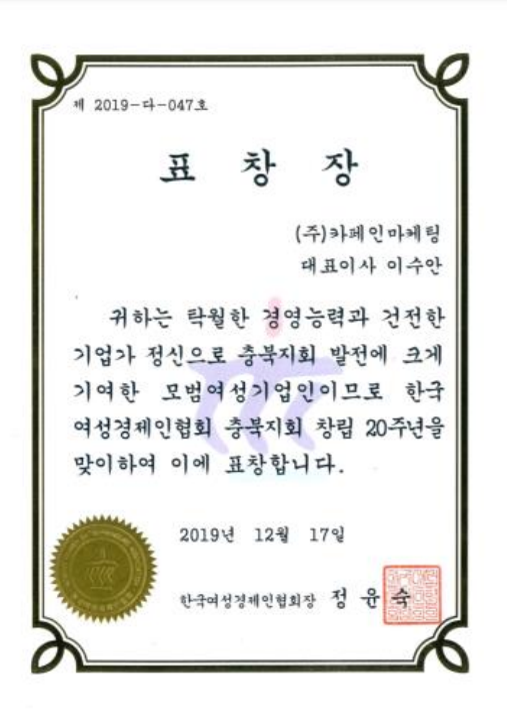 제 2019-다-047호
표 창 장
(주)카페인마케팅
대표이사 이수안
귀하는 탁월한 경영능력과 건전한
기업가 정신으로 충북지회 발전에 크게
기여한 모범여성기업인이므로 한국
여성경제인협회 충북지회 창립 20주년을
맞이하여 이에 표창합니다.
2019년 12월 17일
한국여성경제인협회장 정 윤 숙